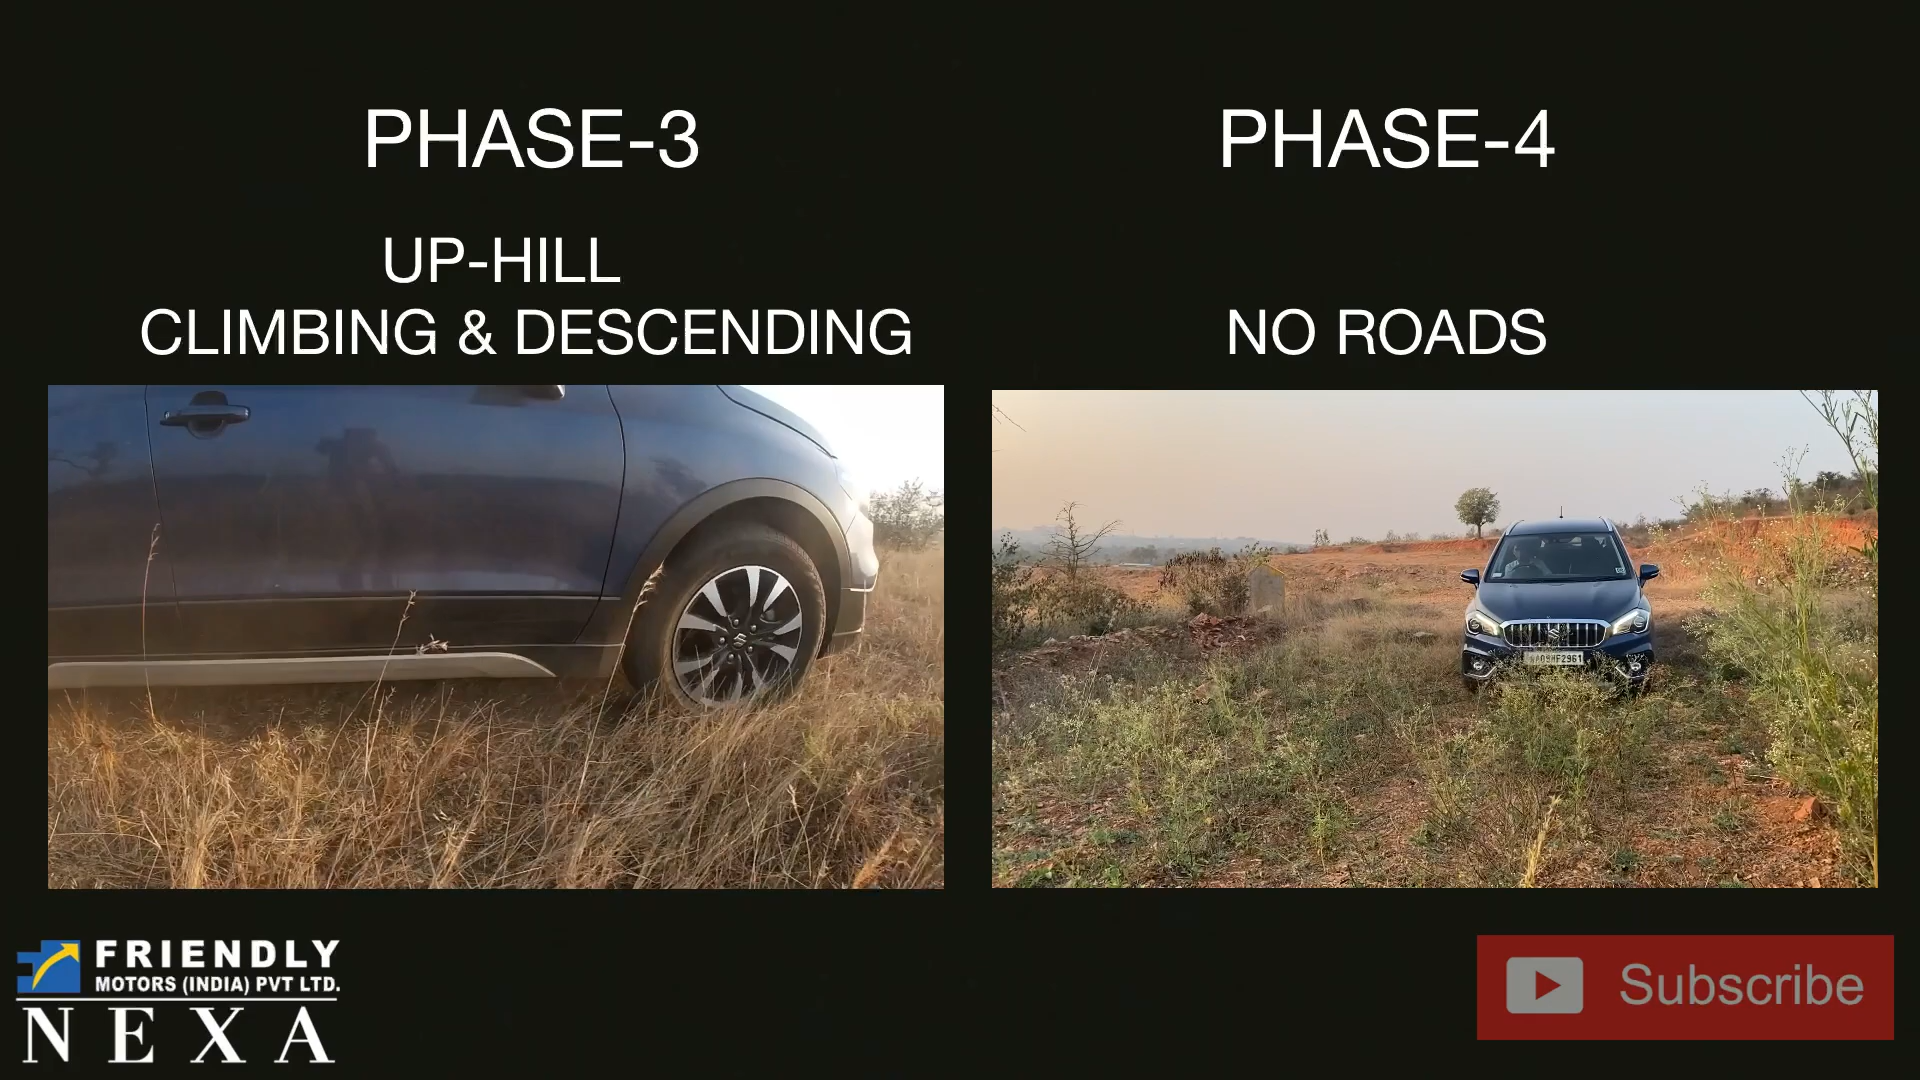 PHASE-3
UP-HILL
CLIMBING & DESCENDING
PHASE-4
NO ROADS
FRIENDLY
MOTORS (INDIA) PVT LTD.
NEXA
Subscribe